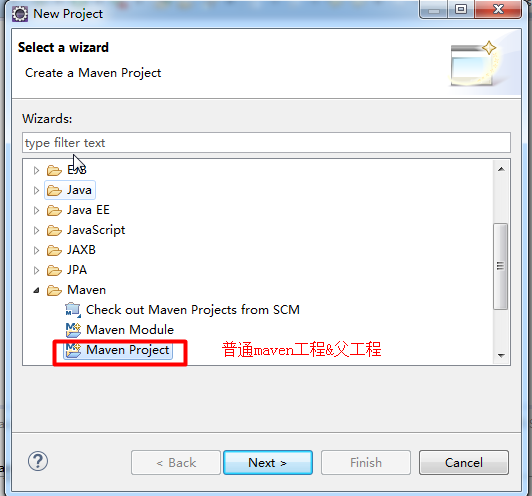 New Project
Select a wizard
Create a Maven Project
Wizards:
type filter text
EJB
Java
Java EE
JavaScript
JAXB
JPA
Maven
Check out Maven Projects from SCM
Maven Module
Maven Project
普通maven工程&父工程
< Back
Next >
Finish
Cancel